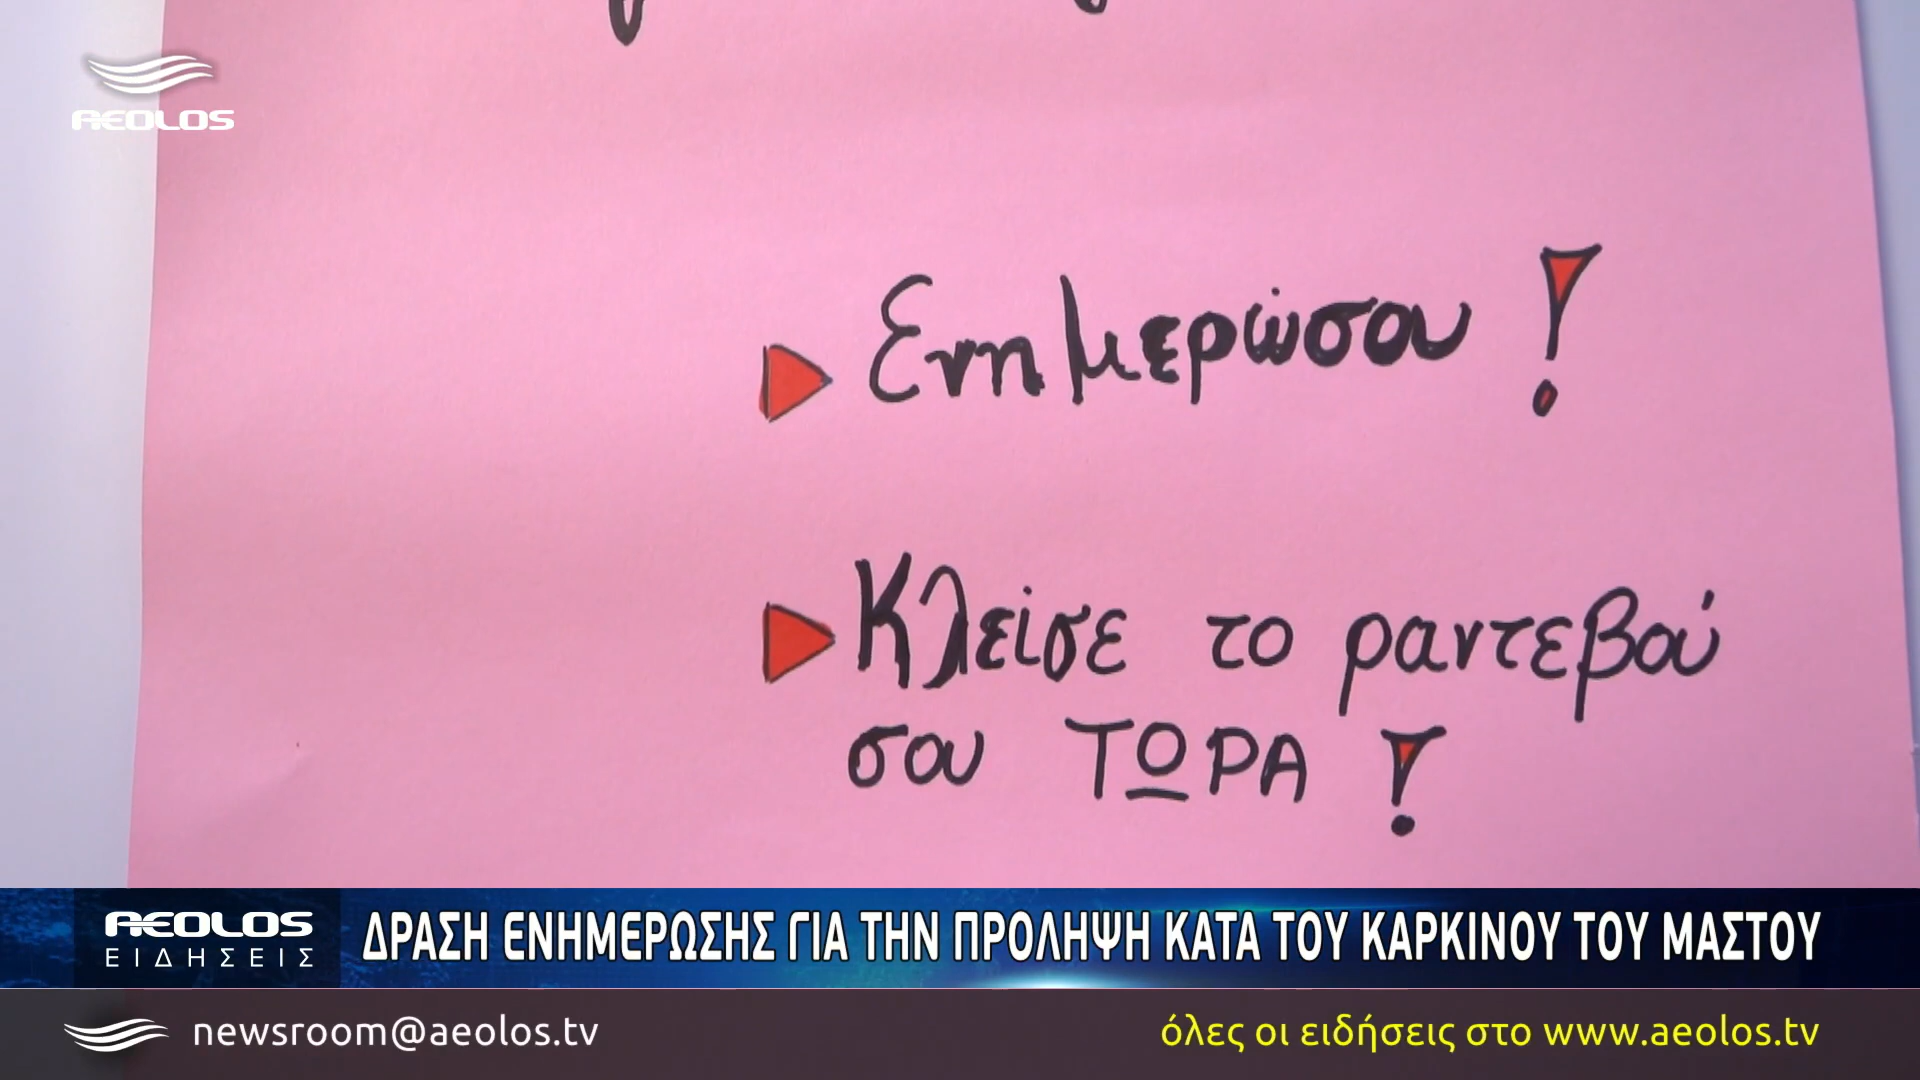 AEOLOS
Ενημερώσου !
Κλείσε το ραντεβού
σου ΤΩΡΑ !
AEOLOS
ΕΙΔΗΣΕΙΣ
ΔΡΑΣΗ ΕΝΗΜΕΡΩΣΗΣ ΓΙΑ ΤΗΝ ΠΡΟΛΗΨΗ ΚΑΤΑ ΤΟΥ ΚΑΡΚΙΝΟΥ ΤΟΥ ΜΑΣΤΟΥ
newsroom@aeolos.tv
όλες οι ειδήσεις στο www.aeolos.tv